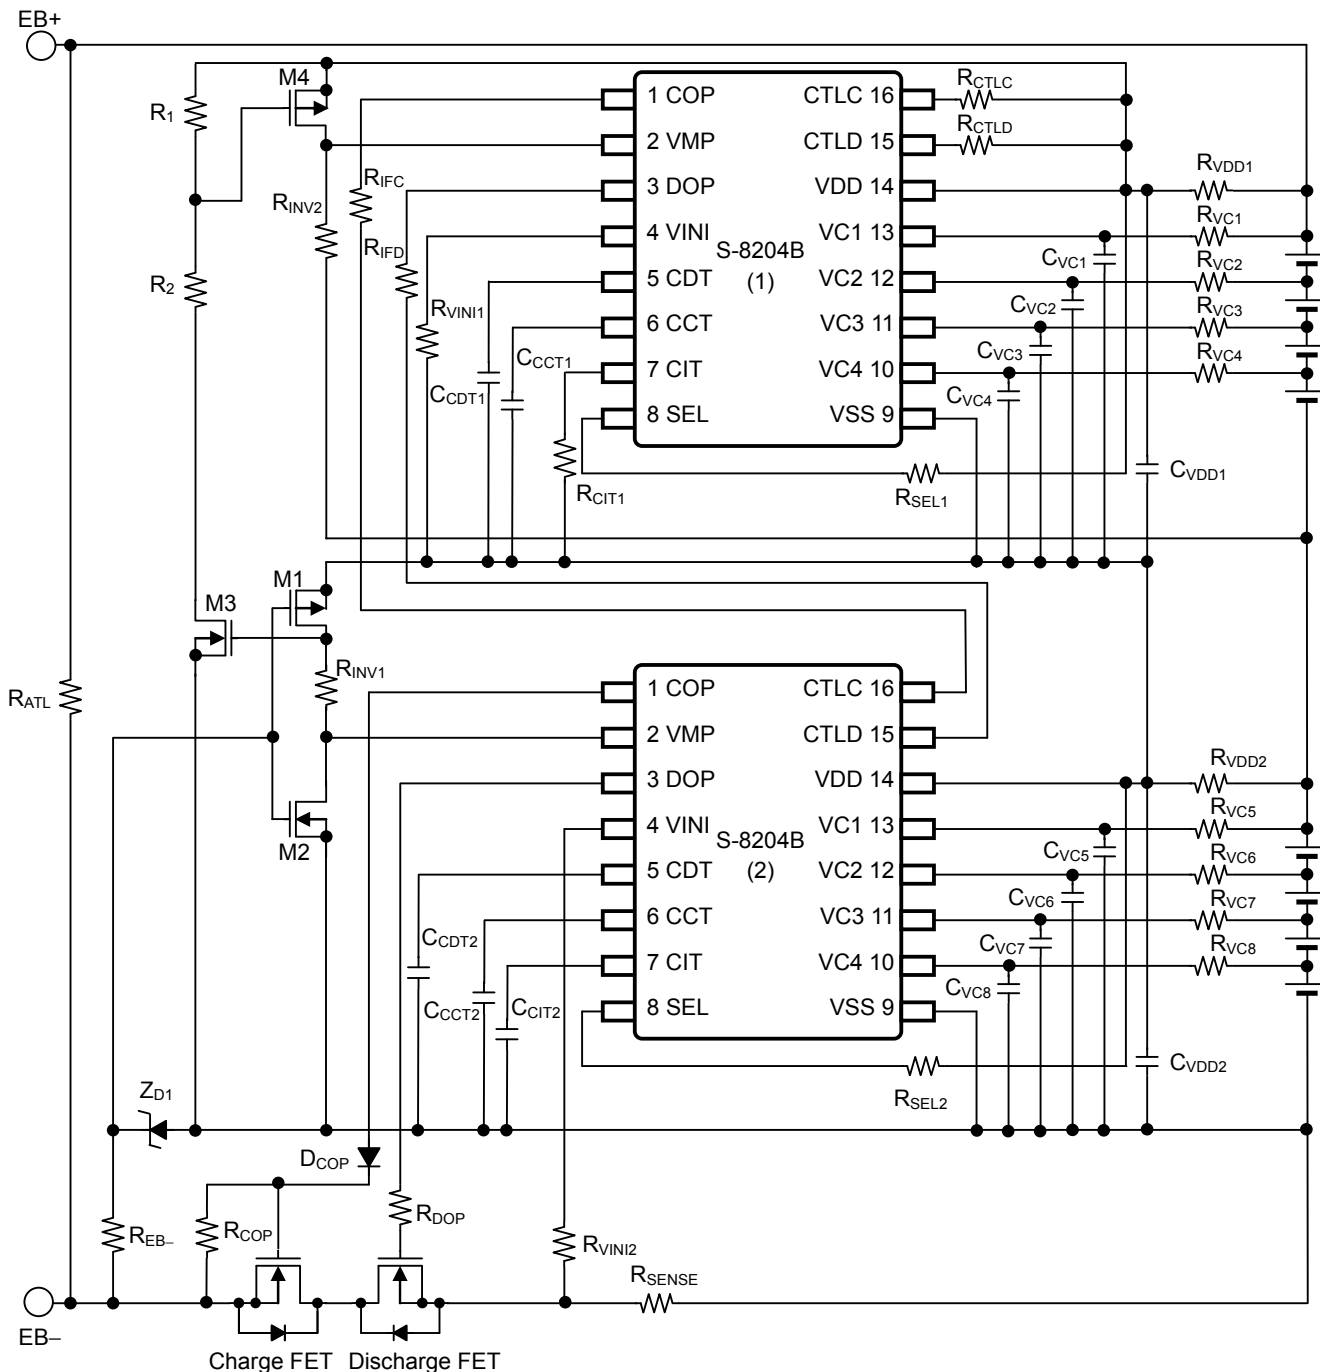 EB+
M4
R1
RINV2
RIFC
RIFD
R2
RVINI1
CCDT1
CCCT1
RCIT1
1 COP
2 VMP
3 DOP
4 VINI
5 CDT
6 CCT
7 CIT
8 SEL
S-8204B
(1)
CTLC 16
CTLD 15
VDD 14
VC1 13
VC2 12
VC3 11
VC4 10
VSS 9
RCTLC
RCTLD
RVDD1
RVC1
RVC2
RVC3
RVC4
CVC1
CVC2
CVC3
CVC4
RSEL1
CVDD1
M1
M3
RINV1
RATL
M2
1 COP
2 VMP
3 DOP
4 VINI
5 CDT
6 CCT
7 CIT
8 SEL
S-8204B
(2)
CTLC 16
CTLD 15
VDD 14
VC1 13
VC2 12
VC3 11
VC4 10
VSS 9
RVDD2
RVC5
RVC6
RVC7
RVC8
CVC5
CVC6
CVC7
CVC8
CCDT2
CCCT2
CCIT2
RSEL2
CVDD2
ZD1
DCOP
REB–
RCOP
RDOP
RVINI2
RSENSE
EB–
Charge FET
Discharge FET